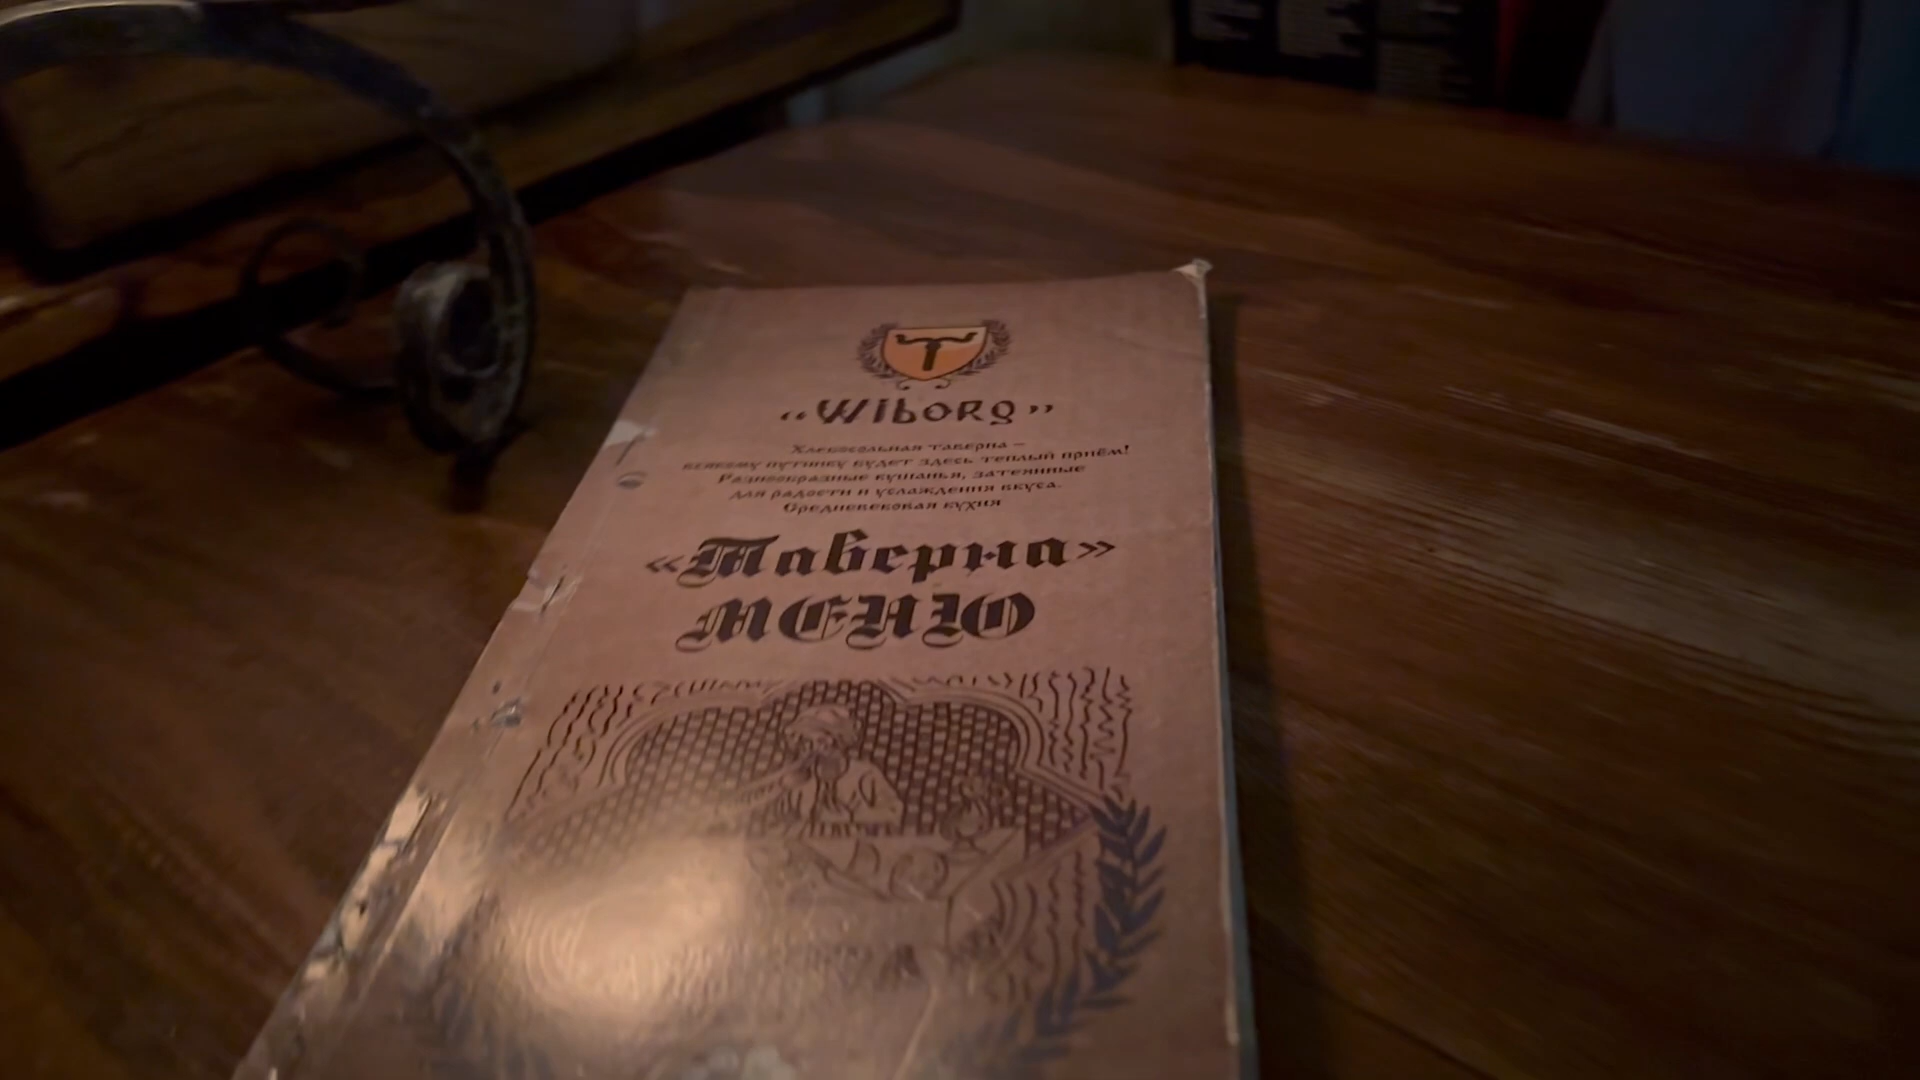 “Wiborg”
Хлебосольная таверна –
всякому путнику будет здесь теплый приём!
Разнообразные кушанья, затеянные
для радости и услаждения вкуса.
Средневековая кухня
«Таверна»
МЕНЮ